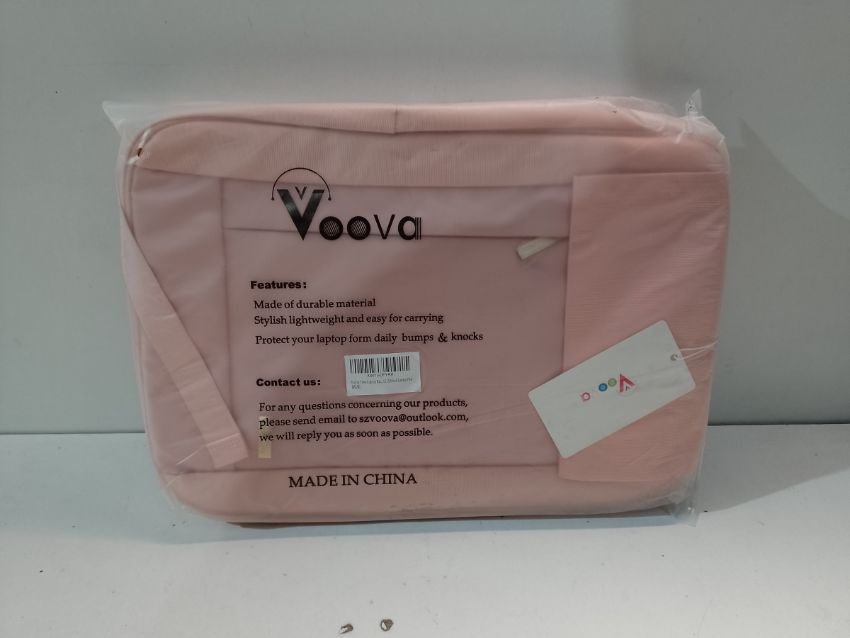 Voova
Features:
Made of durable material
Stylish lightweight and easy for carrying
Protect your laptop form daily bumps & knocks
Contact us:
For any questions concerning our products,
please send email to szvoova@outlook.com,
we will reply you as soon as possible.
MADE IN CHINA
Voova